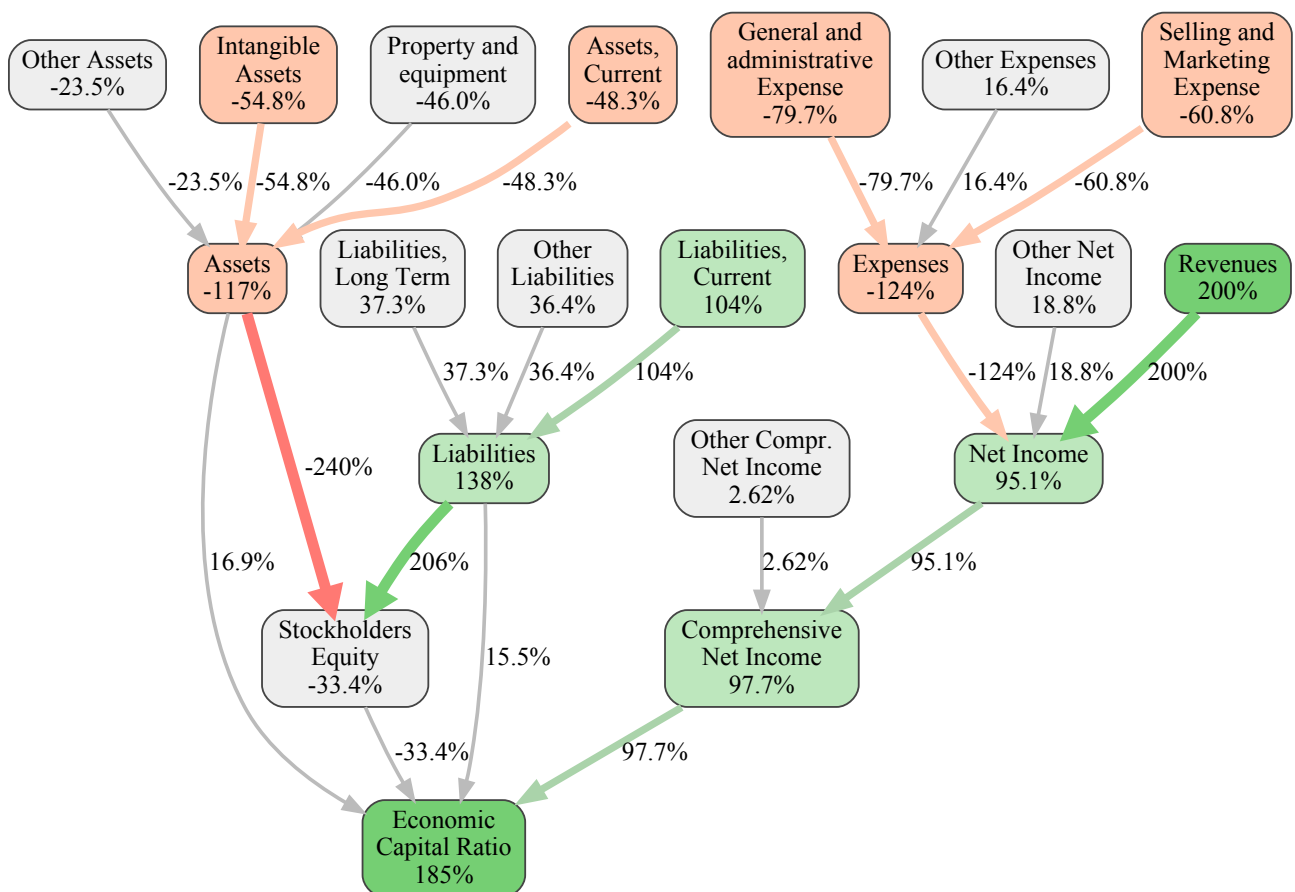 Other Assets
-23.5%
Intangible
Assets
-54.8%
Property and
equipment
-46.0%
Assets,
Current
-48.3%
General and
administrative
Expense
-79.7%
Other Expenses
16.4%
Selling and
Marketing
Expense
-60.8%
-23.5%
-54.8%
-46.0%
-48.3%
-79.7%
16.4%
-60.8%
Assets
-117%
Liabilities,
Long Term
37.3%
Other
Liabilities
36.4%
Liabilities,
Current
104%
Expenses
-124%
Other Net
Income
18.8%
Revenues
200%
37.3%
36.4%
104%
-124%
18.8%
200%
-240%
Liabilities
138%
Other Compr.
Net Income
2.62%
Net Income
95.1%
16.9%
206%
15.5%
2.62%
95.1%
Stockholders
Equity
-33.4%
Comprehensive
Net Income
97.7%
-33.4%
97.7%
Economic
Capital Ratio
185%